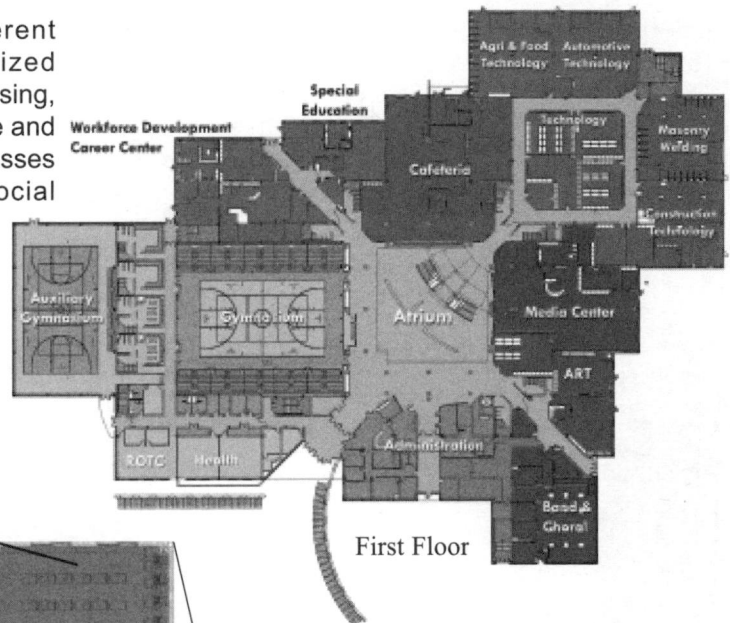 erent
ized
sing,
e and
sses
ocial
Agri & Food
Technology
Automotive
Technology
Special
Education
Workforce Development
Career Center
Technology
Masonry
Welding
Cafeteria
Construction
Technology
Auxiliary
Gymnasium
Gymnasium
Atrium
Media Center
ART
Administration
ROTC
Health
Band &
Choral
First Floor